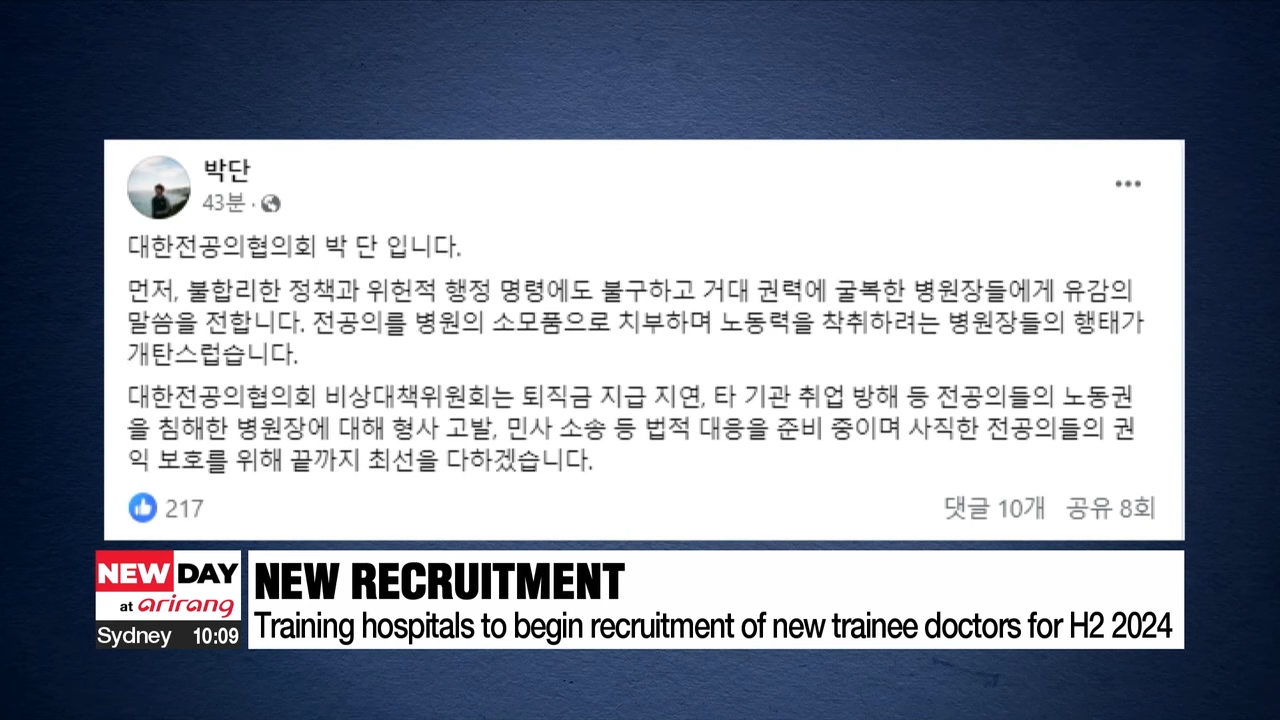 박단
43분 ·
대한전공의협의회 박 단 입니다.
먼저, 불합리한 정책과 위헌적 행정 명령에도 불구하고 거대 권력에 굴복한 병원장들에게 유감의
말씀을 전합니다. 전공의를 병원의 소모품으로 치부하며 노동력을 착취하려는 병원장들의 행태가
개탄스럽습니다.
대한전공의협의회 비상대책위원회는 퇴직금 지급 지연, 타 기관 취업 방해 등 전공의들의 노동권
을 침해한 병원장에 대해 형사 고발, 민사 소송 등 법적 대응을 준비 중이며 사직한 전공의들의 권
익 보호를 위해 끝까지 최선을 다하겠습니다.
217 댓글 10개 공유 8회
NEW DAY
at arirang
Sydney 10:09
NEW RECRUITMENT
Training hospitals to begin recruitment of new trainee doctors for H2 2024